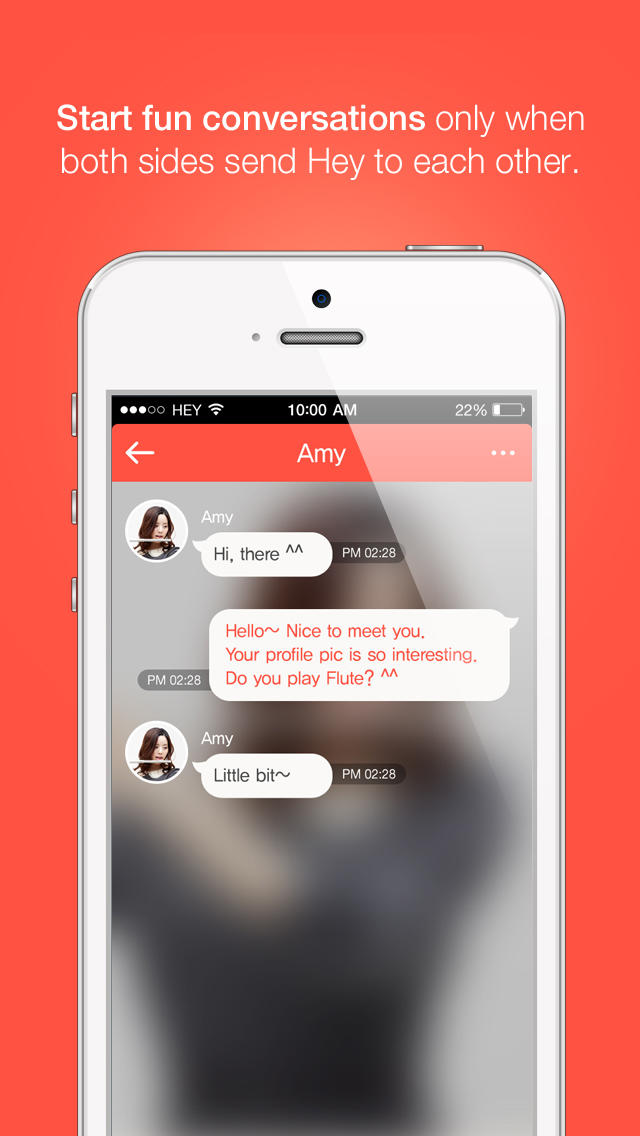 Start fun conversations only when
both sides send Hey to each other.
HEY 10:00 AM 22%
Amy
Amy
Hi, there ^^
PM 02:28
Hello~ Nice to meet you.
Your profile pic is so interesting.
Do you play Flute? ^^
PM 02:28
Amy
Little bit~
PM 02:28